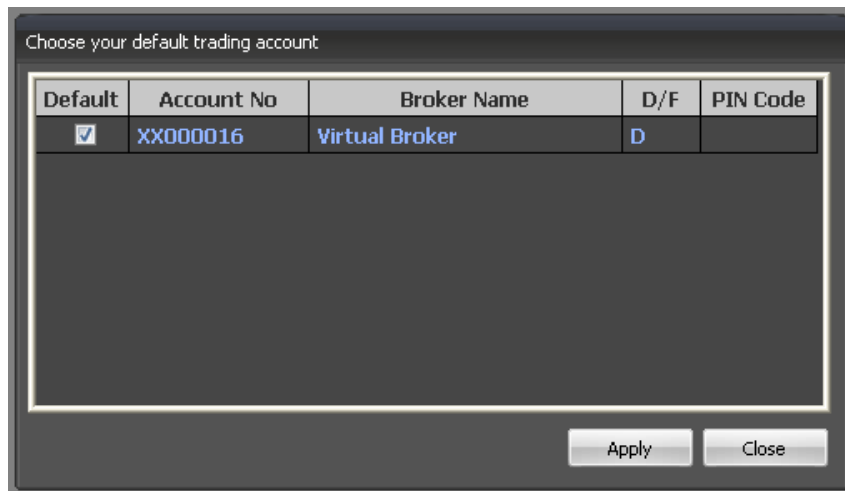 Choose your default trading account
Default Account No Broker Name D/F PIN Code
XX000016 Virtual Broker D
Apply Close